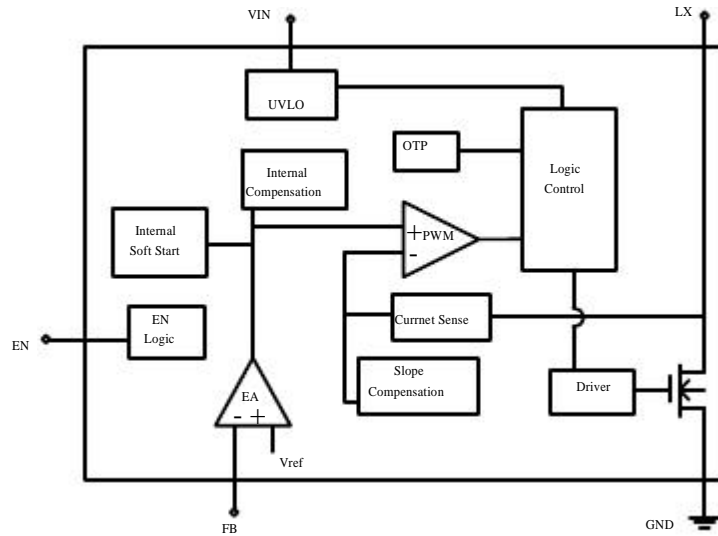 VIN
LX
UVLO
OTP
Logic
Control
Internal
Compensation
Internal
Soft Start
+
PWM
-
EN
Logic
EN
Currnet Sense
Slope
Compensation
Driver
EA
- +
Vref
FB
GND